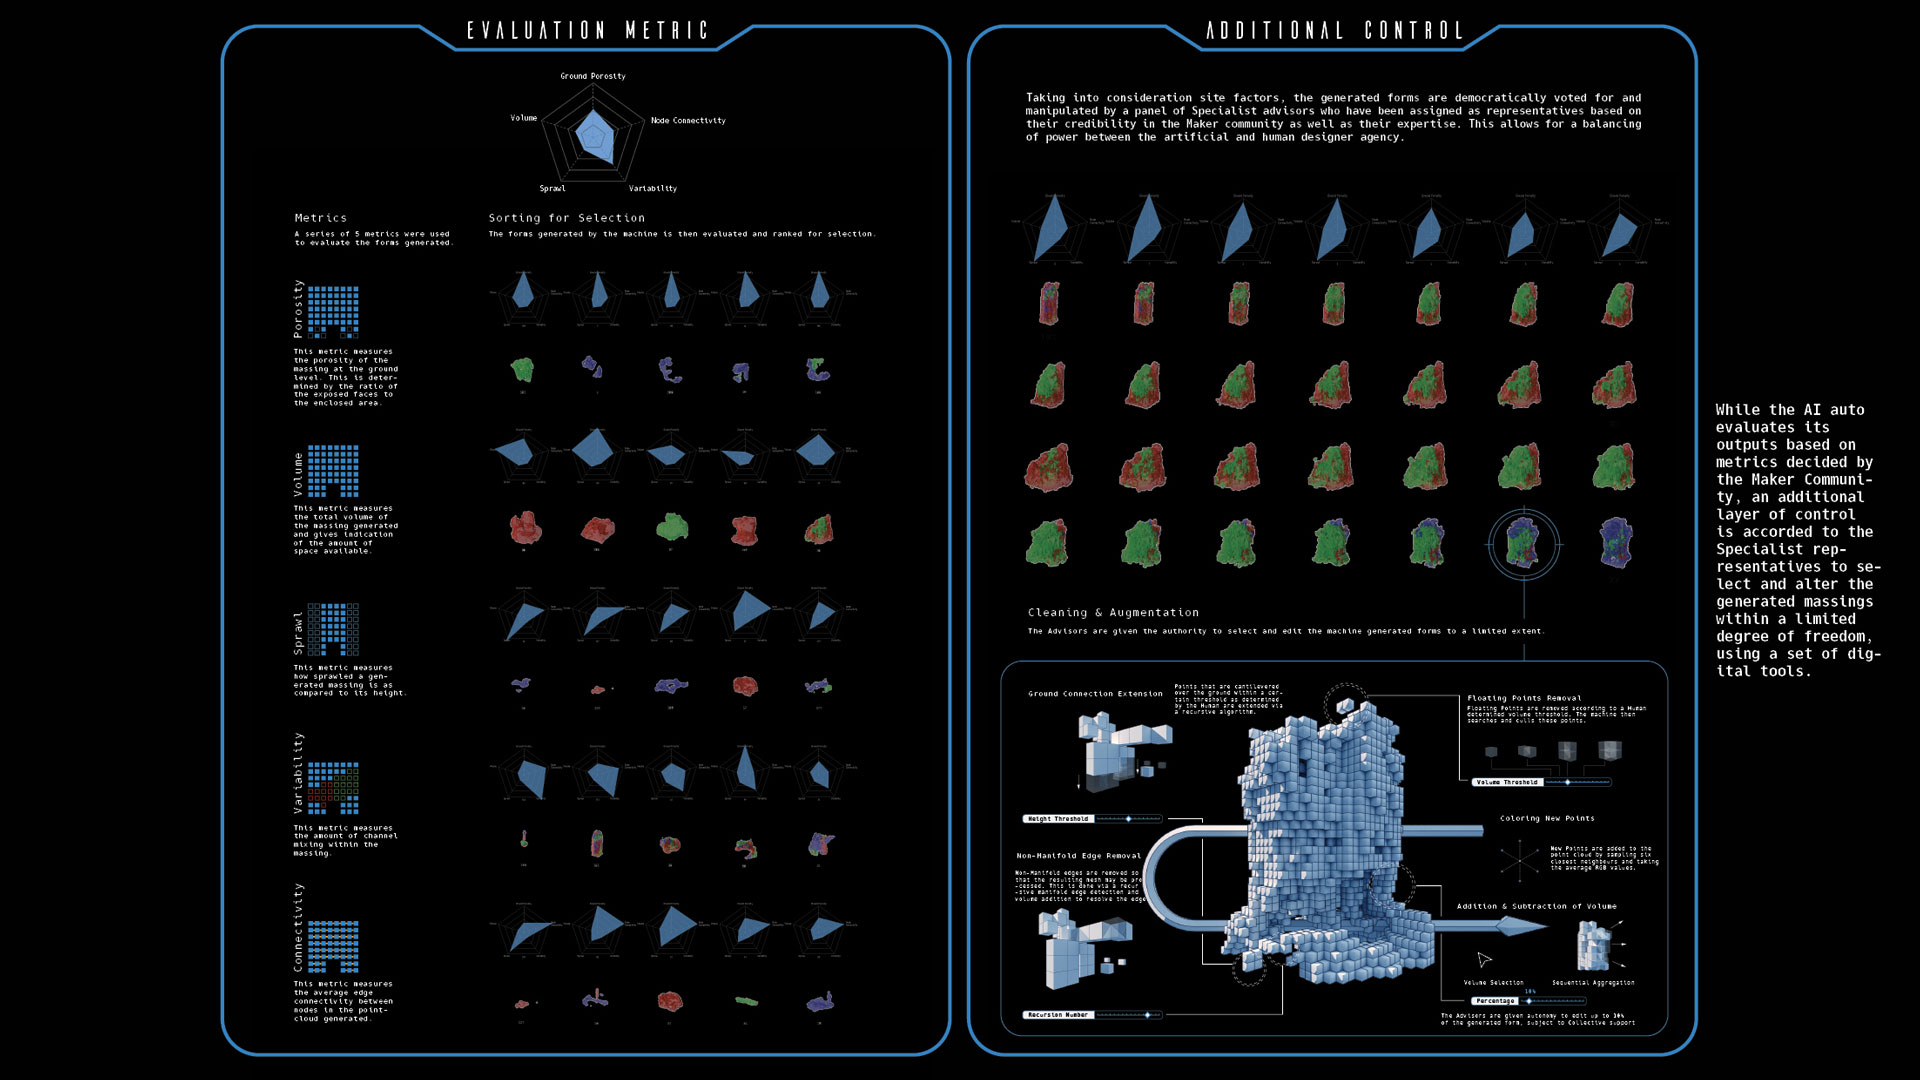 EVALUATION METRIC
Ground Porosity
Volume
Node Connectivity
Sprawl
Variability
Metrics
A series of 5 metrics were used
to evaluate the forms generated.
Sorting for Selection
The forms generated by the machine is then evaluated and ranked for selection.
Porosity
This metric measures
the porosity of the
massing at the ground
level. This is deter-
mined by the ratio of
the exposed faces to
the enclosed area.
Volume
This metric measures
the total volume of
the massing generated
and gives indication
of the amount of
space available.
Sprawl
This metric measures
how sprawled a gen-
erated massing is as
compared to its height.
Variability
This metric measures
the amount of channel
mixing within the
massing.
Connectivity
This metric measures
the average edge
connectivity between
nodes in the point-
cloud generated.
ADDITIONAL CONTROL
Taking into consideration site factors, the generated forms are democratically voted for and
manipulated by a panel of Specialist advisors who have been assigned as representatives based on
their credibility in the Maker community as well as their expertise. This allows for a balancing
of power between the artificial and human designer agency.
Cleaning & Augmentation
The Advisors are given the authority to select and edit the machine generated forms to a limited extent.
Ground Connection Extension
Points that are cantilevered
over the ground within a cer-
tain threshold as determined
by the Human are extended via
a recursive algorithm.
Height Threshold
Non-Manifold Edge Removal
Non-Manifold edges are removed so
that the resulting mesh may be pro
-cessed. This is done via a recur
-sive manifold edge detection and
volume addition to resolve the edge
Recursion Number
Floating Points Removal
Floating Points are removed according to a Human
determined volume threshold. The machine then
searches and culls these points.
Volume Threshold
Coloring New Points
New Points are added to the
point cloud by sampling six
closest neighbours and taking
the average RGB values.
Addition & Subtraction of Volume
Volume Selection
Sequential Aggregation
10%
Percentage
The Advisors are given autonomy to edit up to 10%
of the generated form, subject to Collective support
While the AI auto
evaluates its
outputs based on
metrics decided by
the Maker Communi-
ty, an additional
layer of control
is accorded to the
Specialist rep-
resentatives to se-
lect and alter the
generated massings
within a limited
degree of freedom,
using a set of dig-
ital tools.